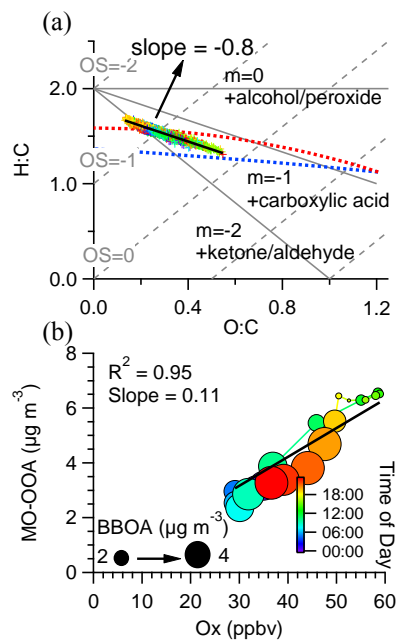 (a)
slope = -0.8
OS=-2
m=0
+alcohol/peroxide
2.0
H:C
OS=-1
1.0
m=-1
+carboxylic acid
m=-2
+ketone/aldehyde
OS=0
0.0
0.0 0.4 0.8 1.2
O:C
(b)
8
R² = 0.95
Slope = 0.11
6
MO-OOA (µg m⁻³)
4
2
0
BBOA (µg m⁻³)
2 4
18:00
12:00
06:00
00:00
Time of Day
0 10 20 30 40 50 60
Ox (ppbv)